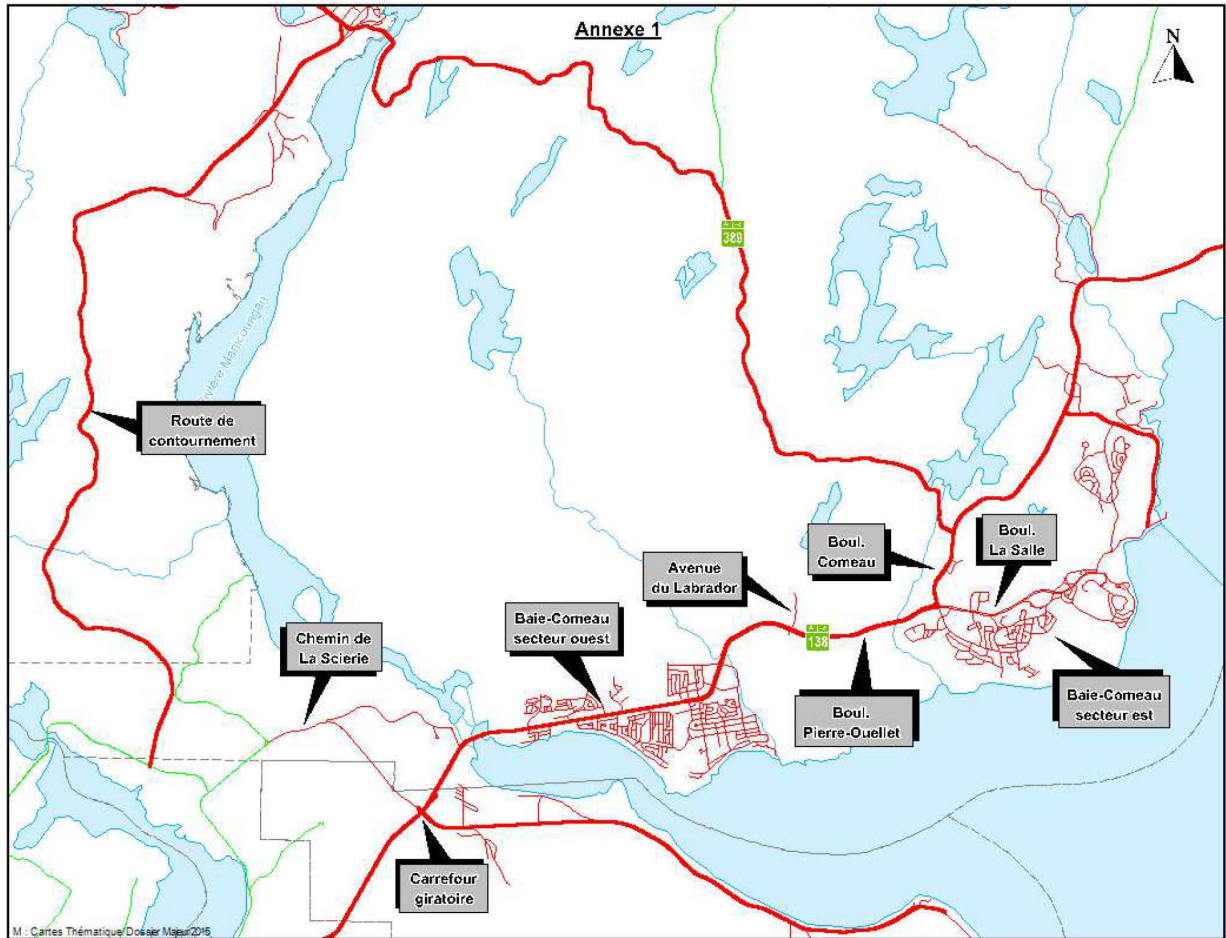 Annexe 1
N
389
Rivière Manicouagan
Route de
contournement
Boul.
Comeau
Boul.
La Salle
Avenue
du Labrador
Baie-Comeau
secteur ouest
Chemin de
La Scierie
138
Baie-Comeau
secteur est
Boul.
Pierre-Ouellet
Carrefour
giratoire
M : Cartes Thématique/Dossier Majeur/2015